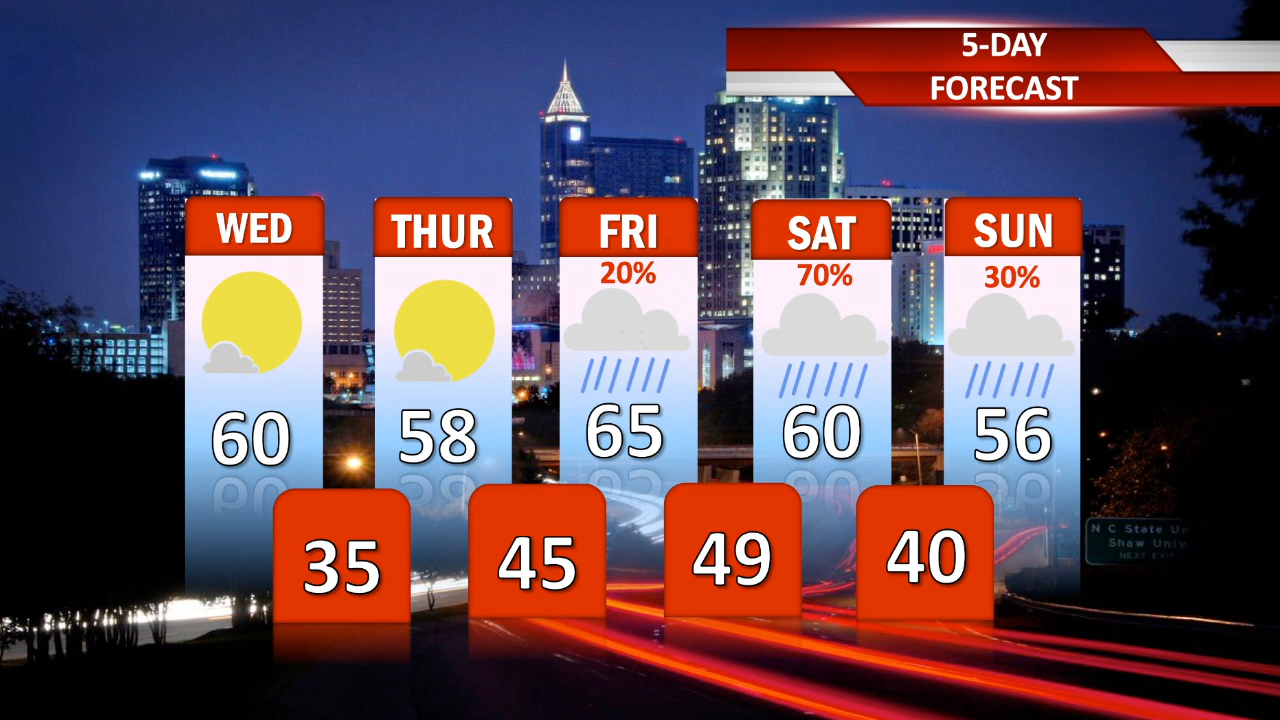 5-DAY
FORECAST
WED
THUR
FRI
SAT
SUN
20%
70%
30%
60
58
65
60
56
35
45
49
40
N C State Un
Shaw Univ
NEXT EXIT